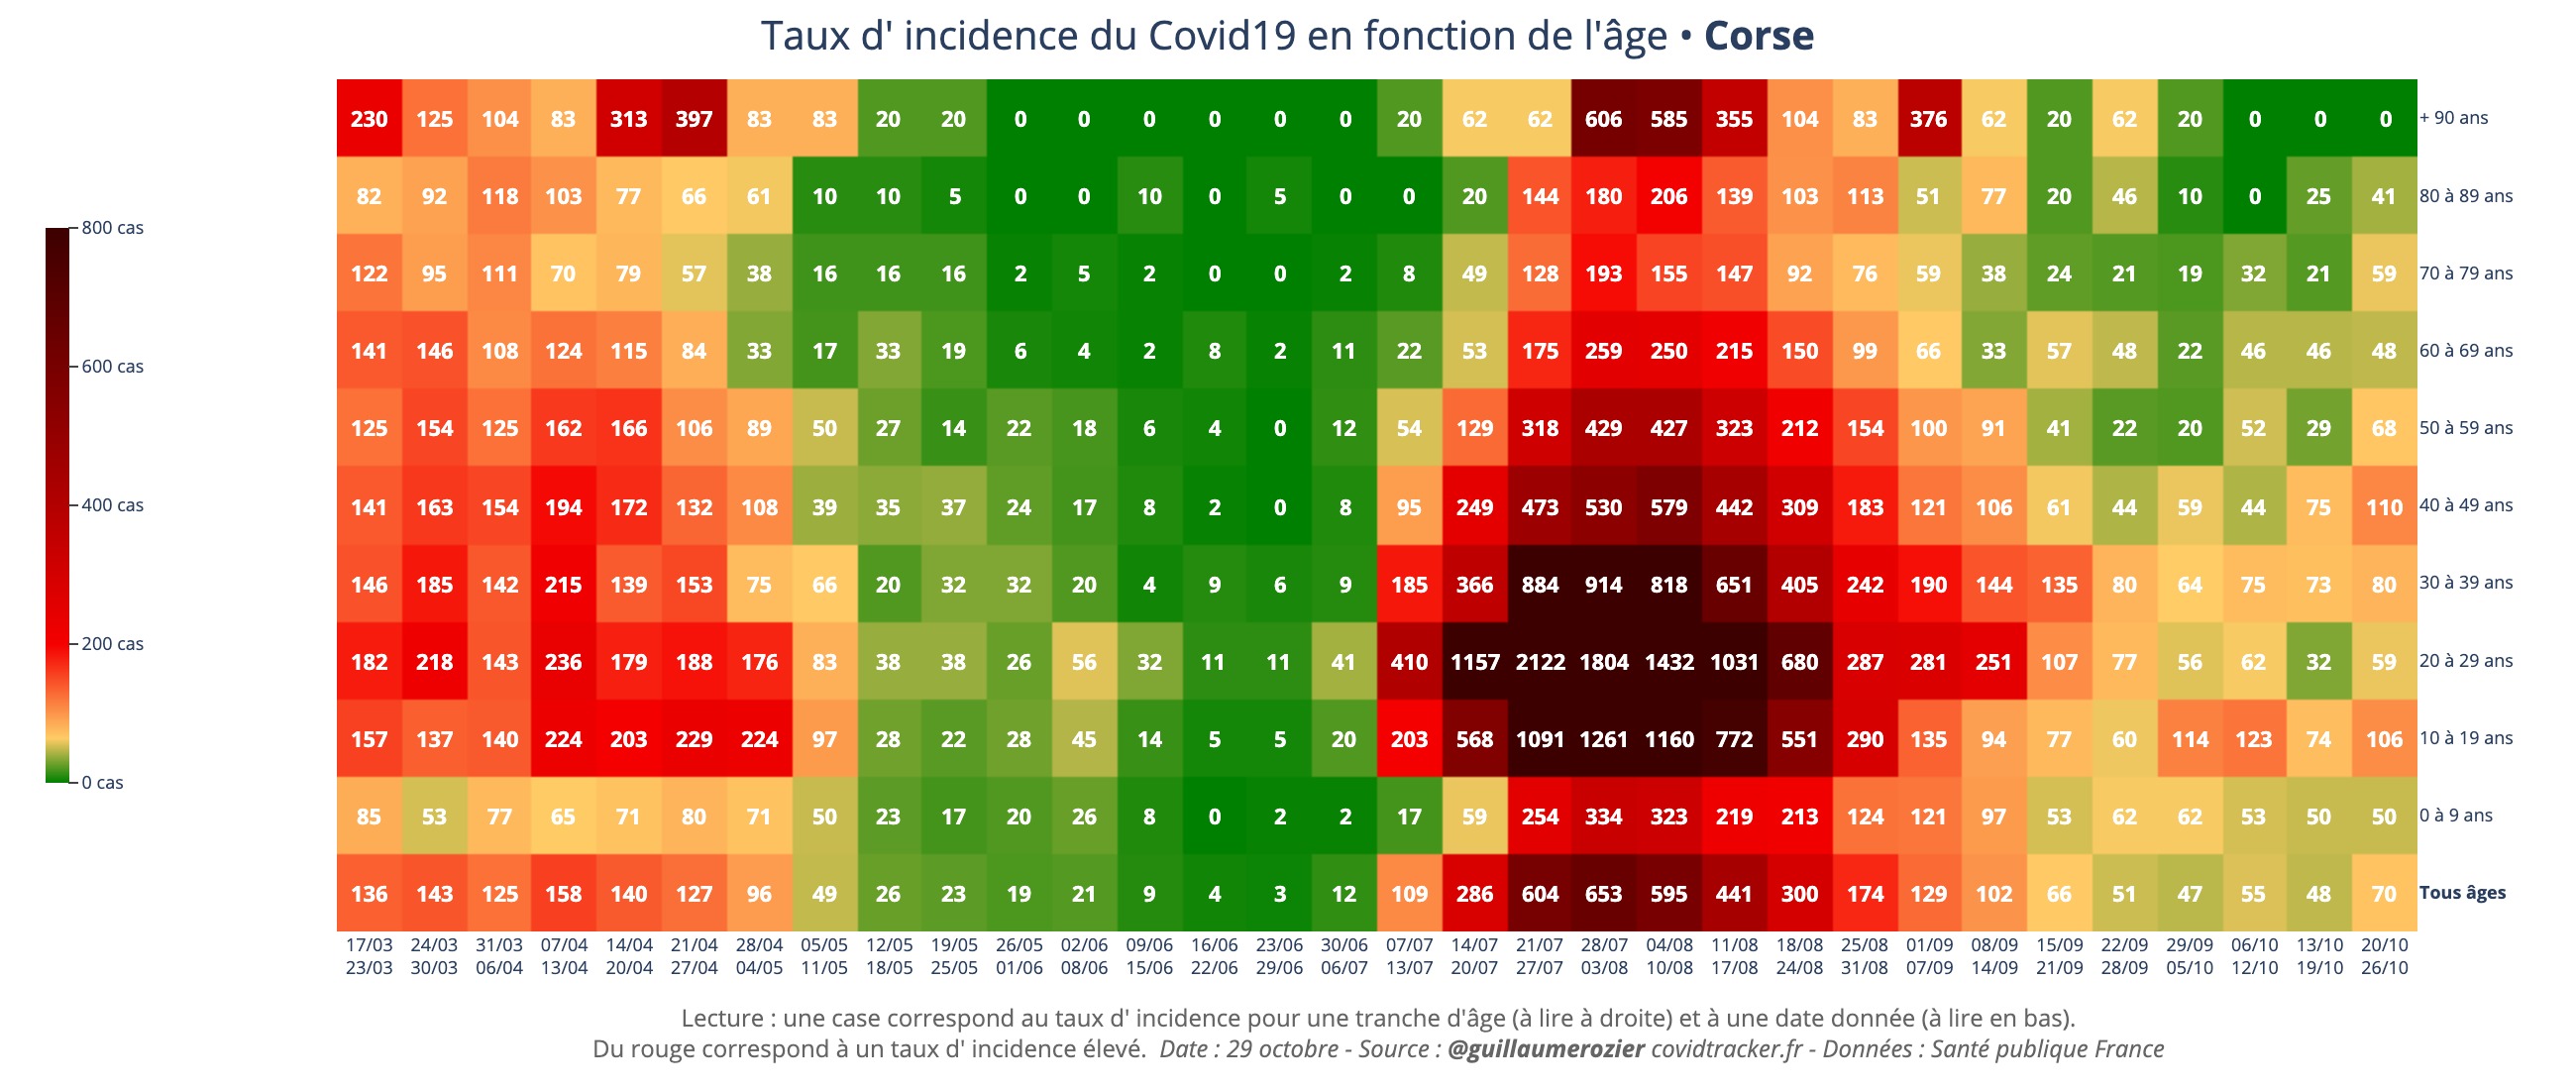 Taux d' incidence du Covid19 en fonction de l'âge • Corse
230 125 104 83 313 397 83 83 20 20 0 0 0 0 0 0 20 62 62 606 585 355 104 83 376 62 20 62 20 0 0 0 + 90 ans
82 92 118 103 77 66 61 10 10 5 0 0 10 0 5 0 0 20 144 180 206 139 103 113 51 77 20 46 10 0 25 41 80 à 89 ans
800 cas
122 95 111 70 79 57 38 16 16 16 2 5 2 0 0 2 8 49 128 193 155 147 92 76 59 38 24 21 19 32 21 59 70 à 79 ans
141 146 108 124 115 84 33 17 33 19 6 4 2 8 2 11 22 53 175 259 250 215 150 99 66 33 57 48 22 46 46 48 60 à 69 ans
600 cas
125 154 125 162 166 106 89 50 27 14 22 18 6 4 0 12 54 129 318 429 427 323 212 154 100 91 41 22 20 52 29 68 50 à 59 ans
400 cas
141 163 154 194 172 132 108 39 35 37 24 17 8 2 0 8 95 249 473 530 579 442 309 183 121 106 61 44 59 44 75 110 40 à 49 ans
146 185 142 215 139 153 75 66 20 32 32 20 4 9 6 9 185 366 884 914 818 651 405 242 190 144 135 80 64 75 73 80 30 à 39 ans
200 cas
182 218 143 236 179 188 176 83 38 38 26 56 32 11 11 41 410 1157 2122 1804 1432 1031 680 287 281 251 107 77 56 62 32 59 20 à 29 ans
157 137 140 224 203 229 224 97 28 22 28 45 14 5 5 20 203 568 1091 1261 1160 772 551 290 135 94 77 60 114 123 74 106 10 à 19 ans
0 cas
85 53 77 65 71 80 71 50 23 17 20 26 8 0 2 2 17 59 254 334 323 219 213 124 121 97 53 62 62 53 50 50 0 à 9 ans
136 143 125 158 140 127 96 49 26 23 19 21 9 4 3 12 109 286 604 653 595 441 300 174 129 102 66 51 47 55 48 70 Tous âges
17/03 24/03 31/03 07/04 14/04 21/04 28/04 05/05 12/05 19/05 26/05 02/06 09/06 16/06 23/06 30/06 07/07 14/07 21/07 28/07 04/08 11/08 18/08 25/08 01/09 08/09 15/09 22/09 29/09 06/10 13/10 20/10
23/03 30/03 06/04 13/04 20/04 27/04 04/05 11/05 18/05 25/05 01/06 08/06 15/06 22/06 29/06 06/07 13/07 20/07 27/07 03/08 10/08 17/08 24/08 31/08 07/09 14/09 21/09 28/09 05/10 12/10 19/10 26/10
Lecture : une case correspond au taux d' incidence pour une tranche d'âge (à lire à droite) et à une date donnée (à lire en bas).
Du rouge correspond à un taux d' incidence élevé. Date : 29 octobre - Source : @guillaumerozier covidtracker.fr - Données : Santé publique France